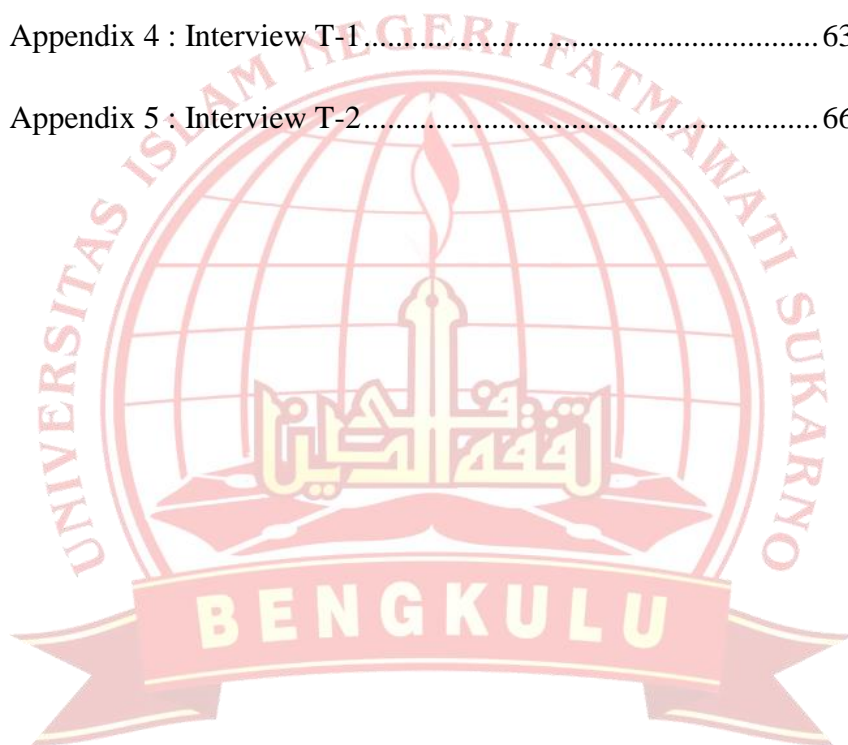 Appendix 4 : Interview T-1.......................................................... 63
Appendix 5 : Interview T-2.......................................................... 66
UNIVERSITAS ISLAM NEGERI FATMAWATI SUKARNO
BENGKULU